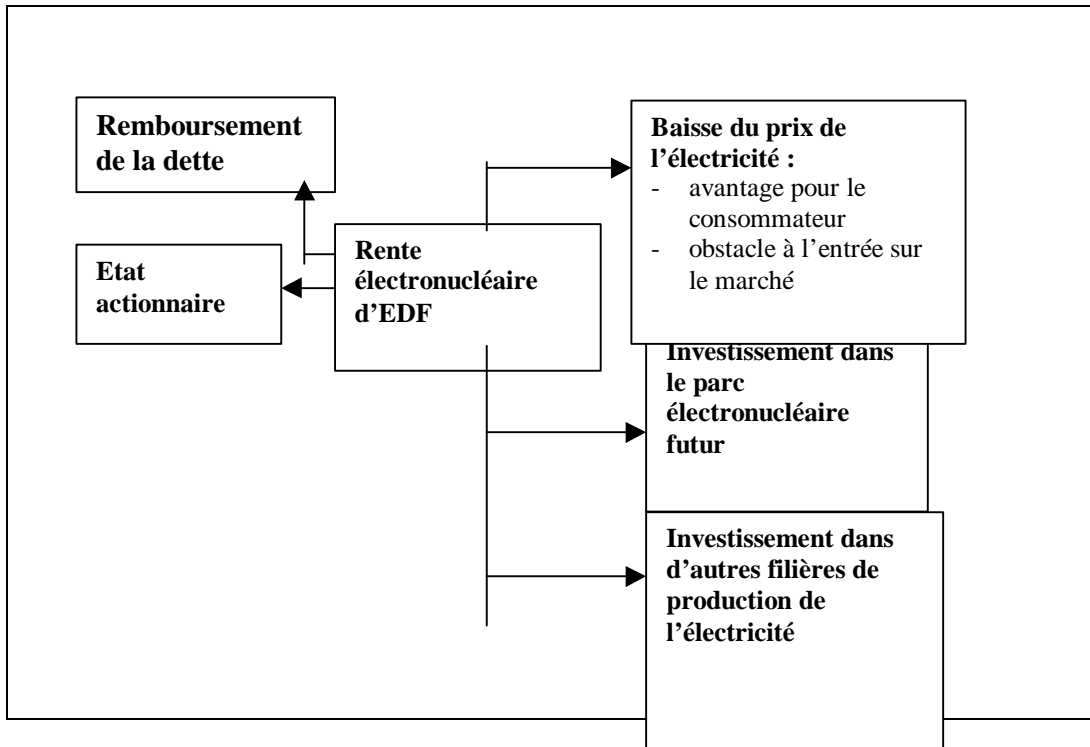 Remboursement
de la dette
Etat
actionnaire
Rente
électronucléaire
d’EDF
Baisse du prix de
l’électricité :
- avantage pour le
consommateur
- obstacle à l’entrée sur
le marché
Investissement dans
le parc
électronucléaire
futur
Investissement dans
d’autres filières de
production de
l’électricité